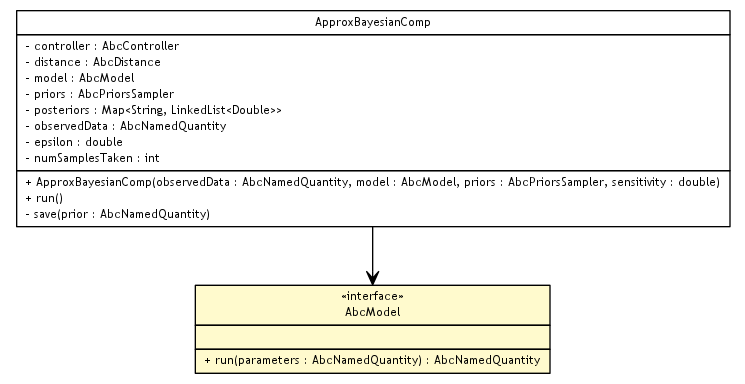 ApproxBayesianComp
- controller : AbcController
- distance : AbcDistance
- model : AbcModel
- priors : AbcPriorsSampler
- posteriors : Map<String, LinkedList<Double>>
- observedData : AbcNamedQuantity
- epsilon : double
- numSamplesTaken : int
+ ApproxBayesianComp(observedData : AbcNamedQuantity, model : AbcModel, priors : AbcPriorsSampler, sensitivity : double)
+ run()
- save(prior : AbcNamedQuantity)
«interface»
AbcModel
+ run(parameters : AbcNamedQuantity) : AbcNamedQuantity